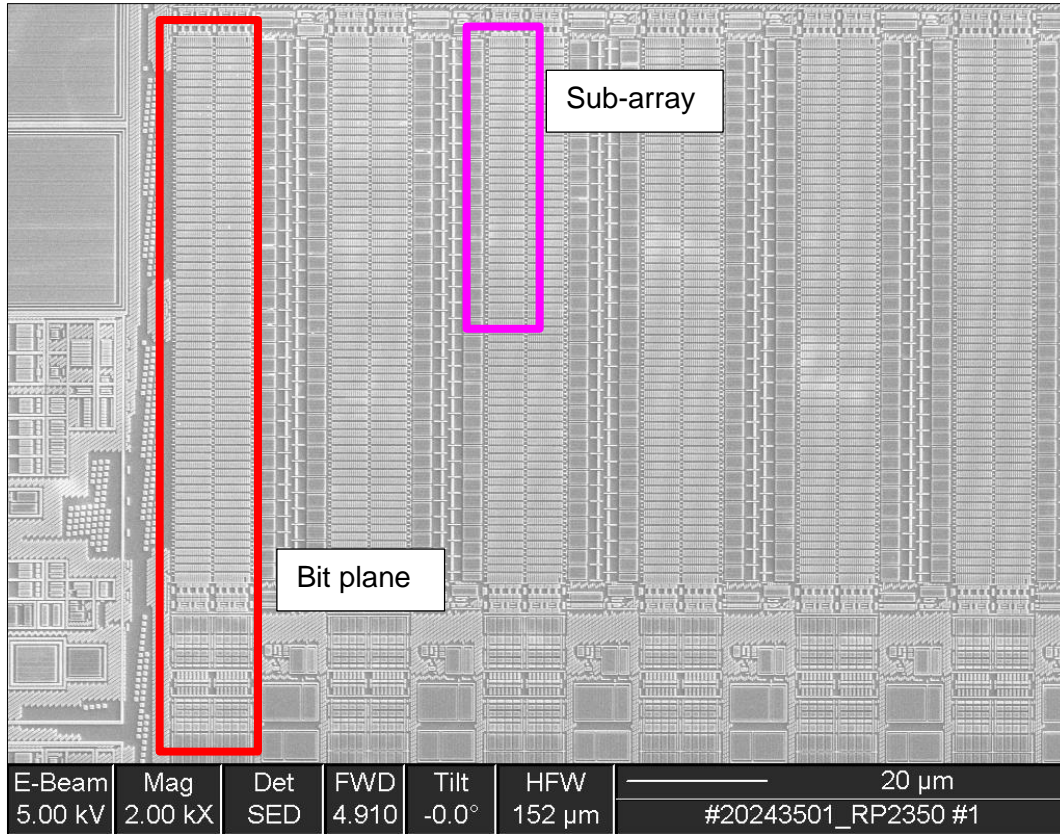 Sub-array
Bit plane
E-Beam Mag Det FWD Tilt HFW 20 µm
5.00 kV 2.00 kX SED 4.910 -0.0° 152 µm #20243501_RP2350 #1